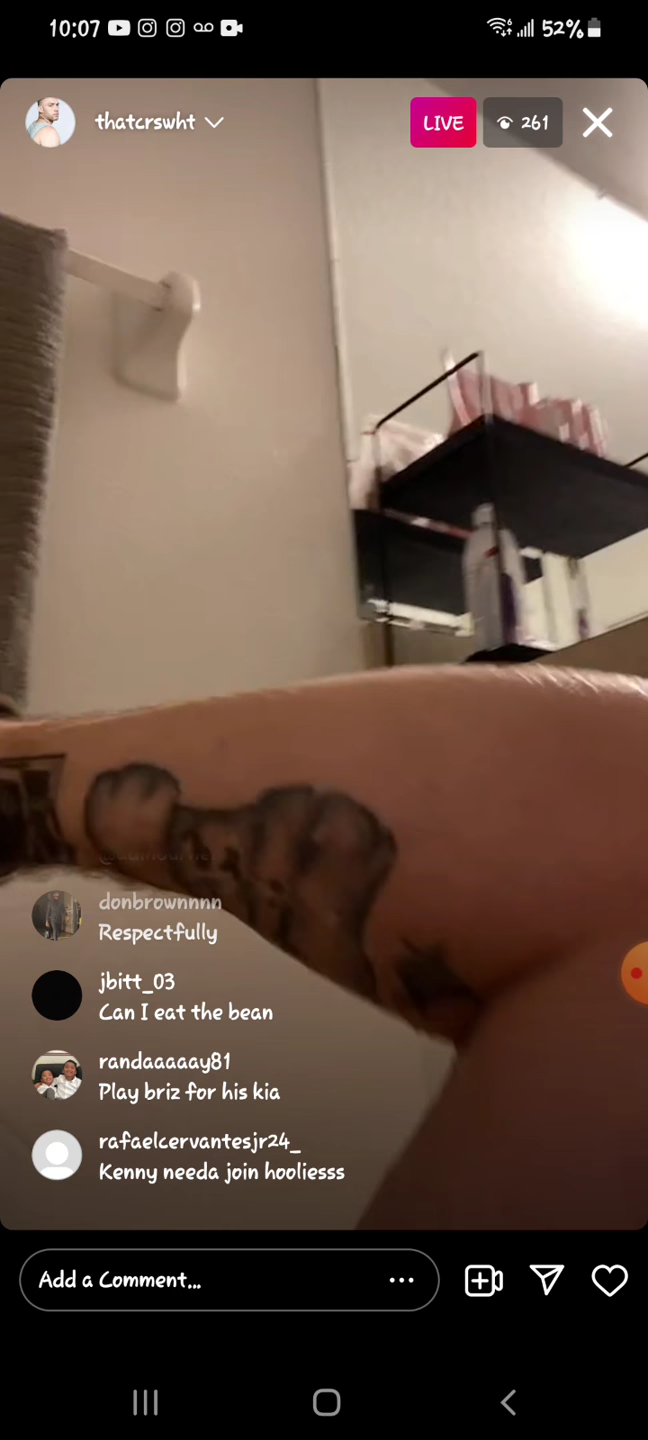 10:07
52%
thatcrswht
LIVE
261
donbrownnnn
Respectfully
jbitt_03
Can I eat the bean
randaaaaay81
Play briz for his kia
rafaelcervantesjr24_
Kenny needa join hooliesss
Add a Comment...